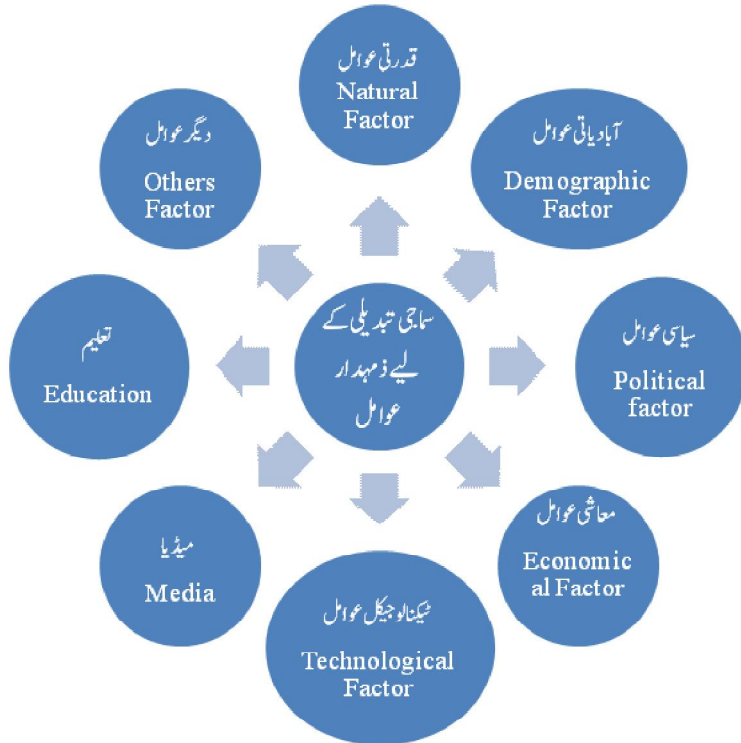 قدرتی عوامل
Natural
Factor
آبادیاتی عوامل
Demographic
Factor
سیاسی عوامل
Political
factor
معاشی عوامل
Economic
al Factor
ٹیکنالوجیکل عوامل
Technological
Factor
میڈیا
Media
تعلیم
Education
دیگر عوامل
Others
Factor
سماجی تبدیلی کے
لیے ذمہدار
عوامل